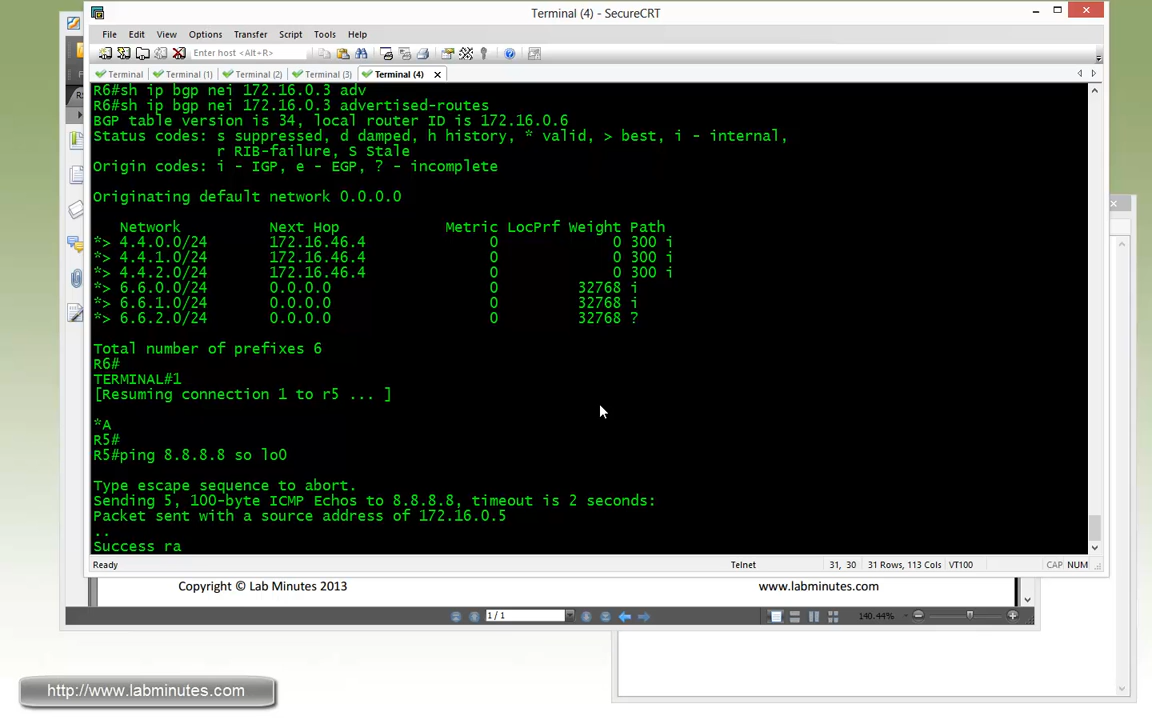 Terminal (4) - SecureCRT
File Edit View Options Transfer Script Tools Help
Enter host <Alt+R>
Terminal Terminal (1) Terminal (2) Terminal (3) Terminal (4)
R6#sh ip bgp nei 172.16.0.3 adv
R6#sh ip bgp nei 172.16.0.3 advertised-routes
BGP table version is 34, local router ID is 172.16.0.6
Status codes: s suppressed, d damped, h history, * valid, > best, i - internal,
r RIB-failure, S Stale
Origin codes: i - IGP, e - EGP, ? - incomplete
Originating default network 0.0.0.0
Network Next Hop Metric LocPrf Weight Path
*> 4.4.0.0/24 172.16.46.4 0 0 300 i
*> 4.4.1.0/24 172.16.46.4 0 0 300 i
*> 4.4.2.0/24 172.16.46.4 0 0 300 i
*> 6.6.0.0/24 0.0.0.0 0 32768 i
*> 6.6.1.0/24 0.0.0.0 0 32768 i
*> 6.6.2.0/24 0.0.0.0 0 32768 ?
Total number of prefixes 6
R6#
TERMINAL#1
[Resuming connection 1 to r5 ... ]
*A
R5#
R5#ping 8.8.8.8 so lo0
Type escape sequence to abort.
Sending 5, 100-byte ICMP Echos to 8.8.8.8, timeout is 2 seconds:
Packet sent with a source address of 172.16.0.5
..
Success ra
Ready Telnet 31, 30 31 Rows, 113 Cols VT100 CAP NUM
Copyright © Lab Minutes 2013 www.labminutes.com
1 / 1 140.44%
http://www.labminutes.com